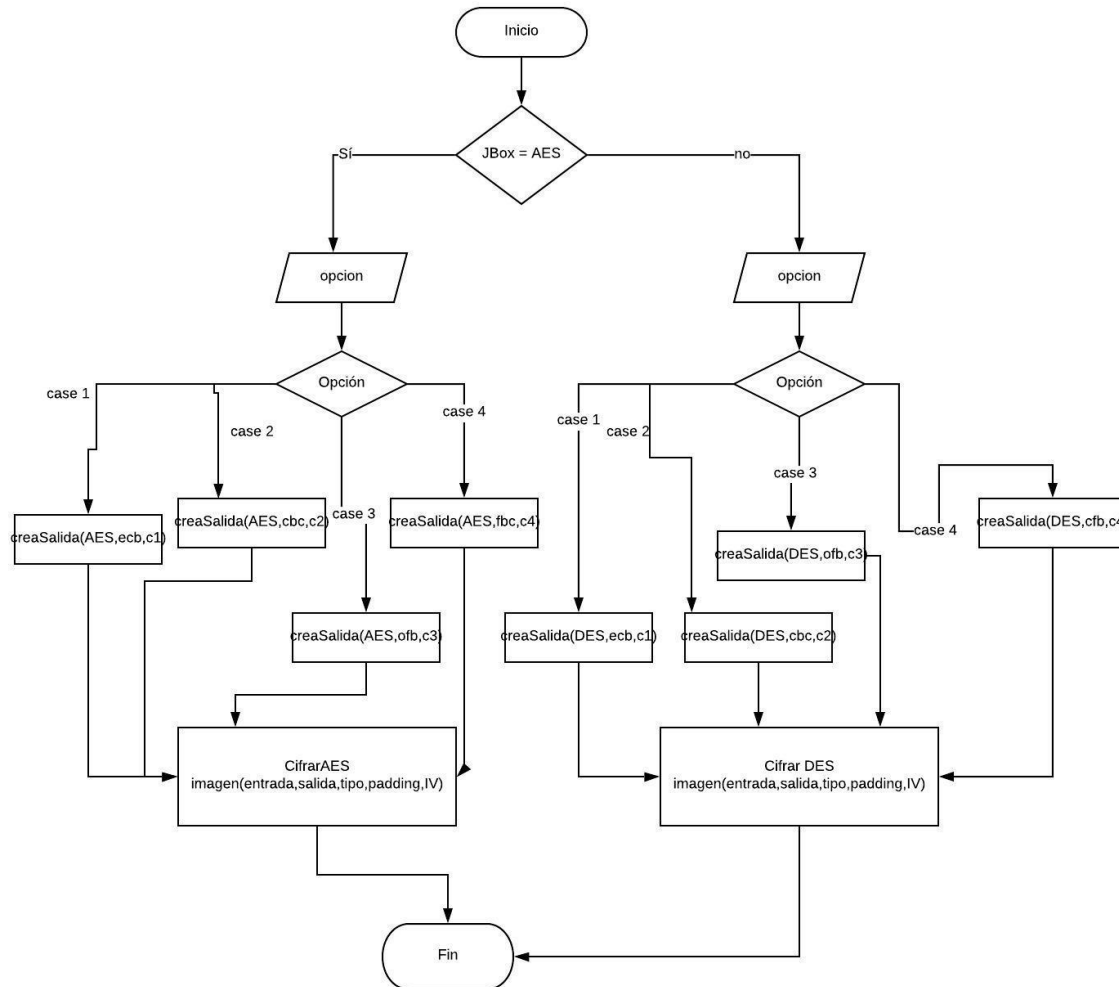 Inicio
JBox = AES
Sí
no
opcion
opcion
Opción
Opción
case 1
case 2
case 3
case 4
case 1
case 2
case 3
case 4
creaSalida(AES,ecb,c1)
creaSalida(AES,cbc,c2)
creaSalida(AES,fbc,c4)
creaSalida(AES,ofb,c3)
creaSalida(DES,ofb,c3)
creaSalida(DES,cfb,c4
creaSalida(DES,ecb,c1)
creaSalida(DES,cbc,c2)
CifrarAES
imagen(entrada,salida,tipo,padding,IV)
Cifrar DES
imagen(entrada,salida,tipo,padding,IV)
Fin